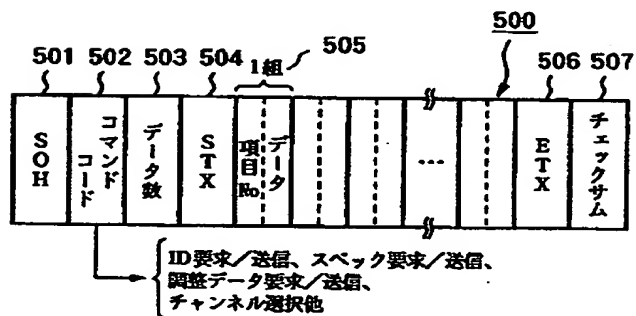 500
501 502 503 504 1組 505 506 507
SOH
コマンド
コード
データ数
STX
項目No
データ
...
ETX
チェックサム
ID要求/送信、スペック要求/送信、
調整データ要求/送信、
チャンネル選択他